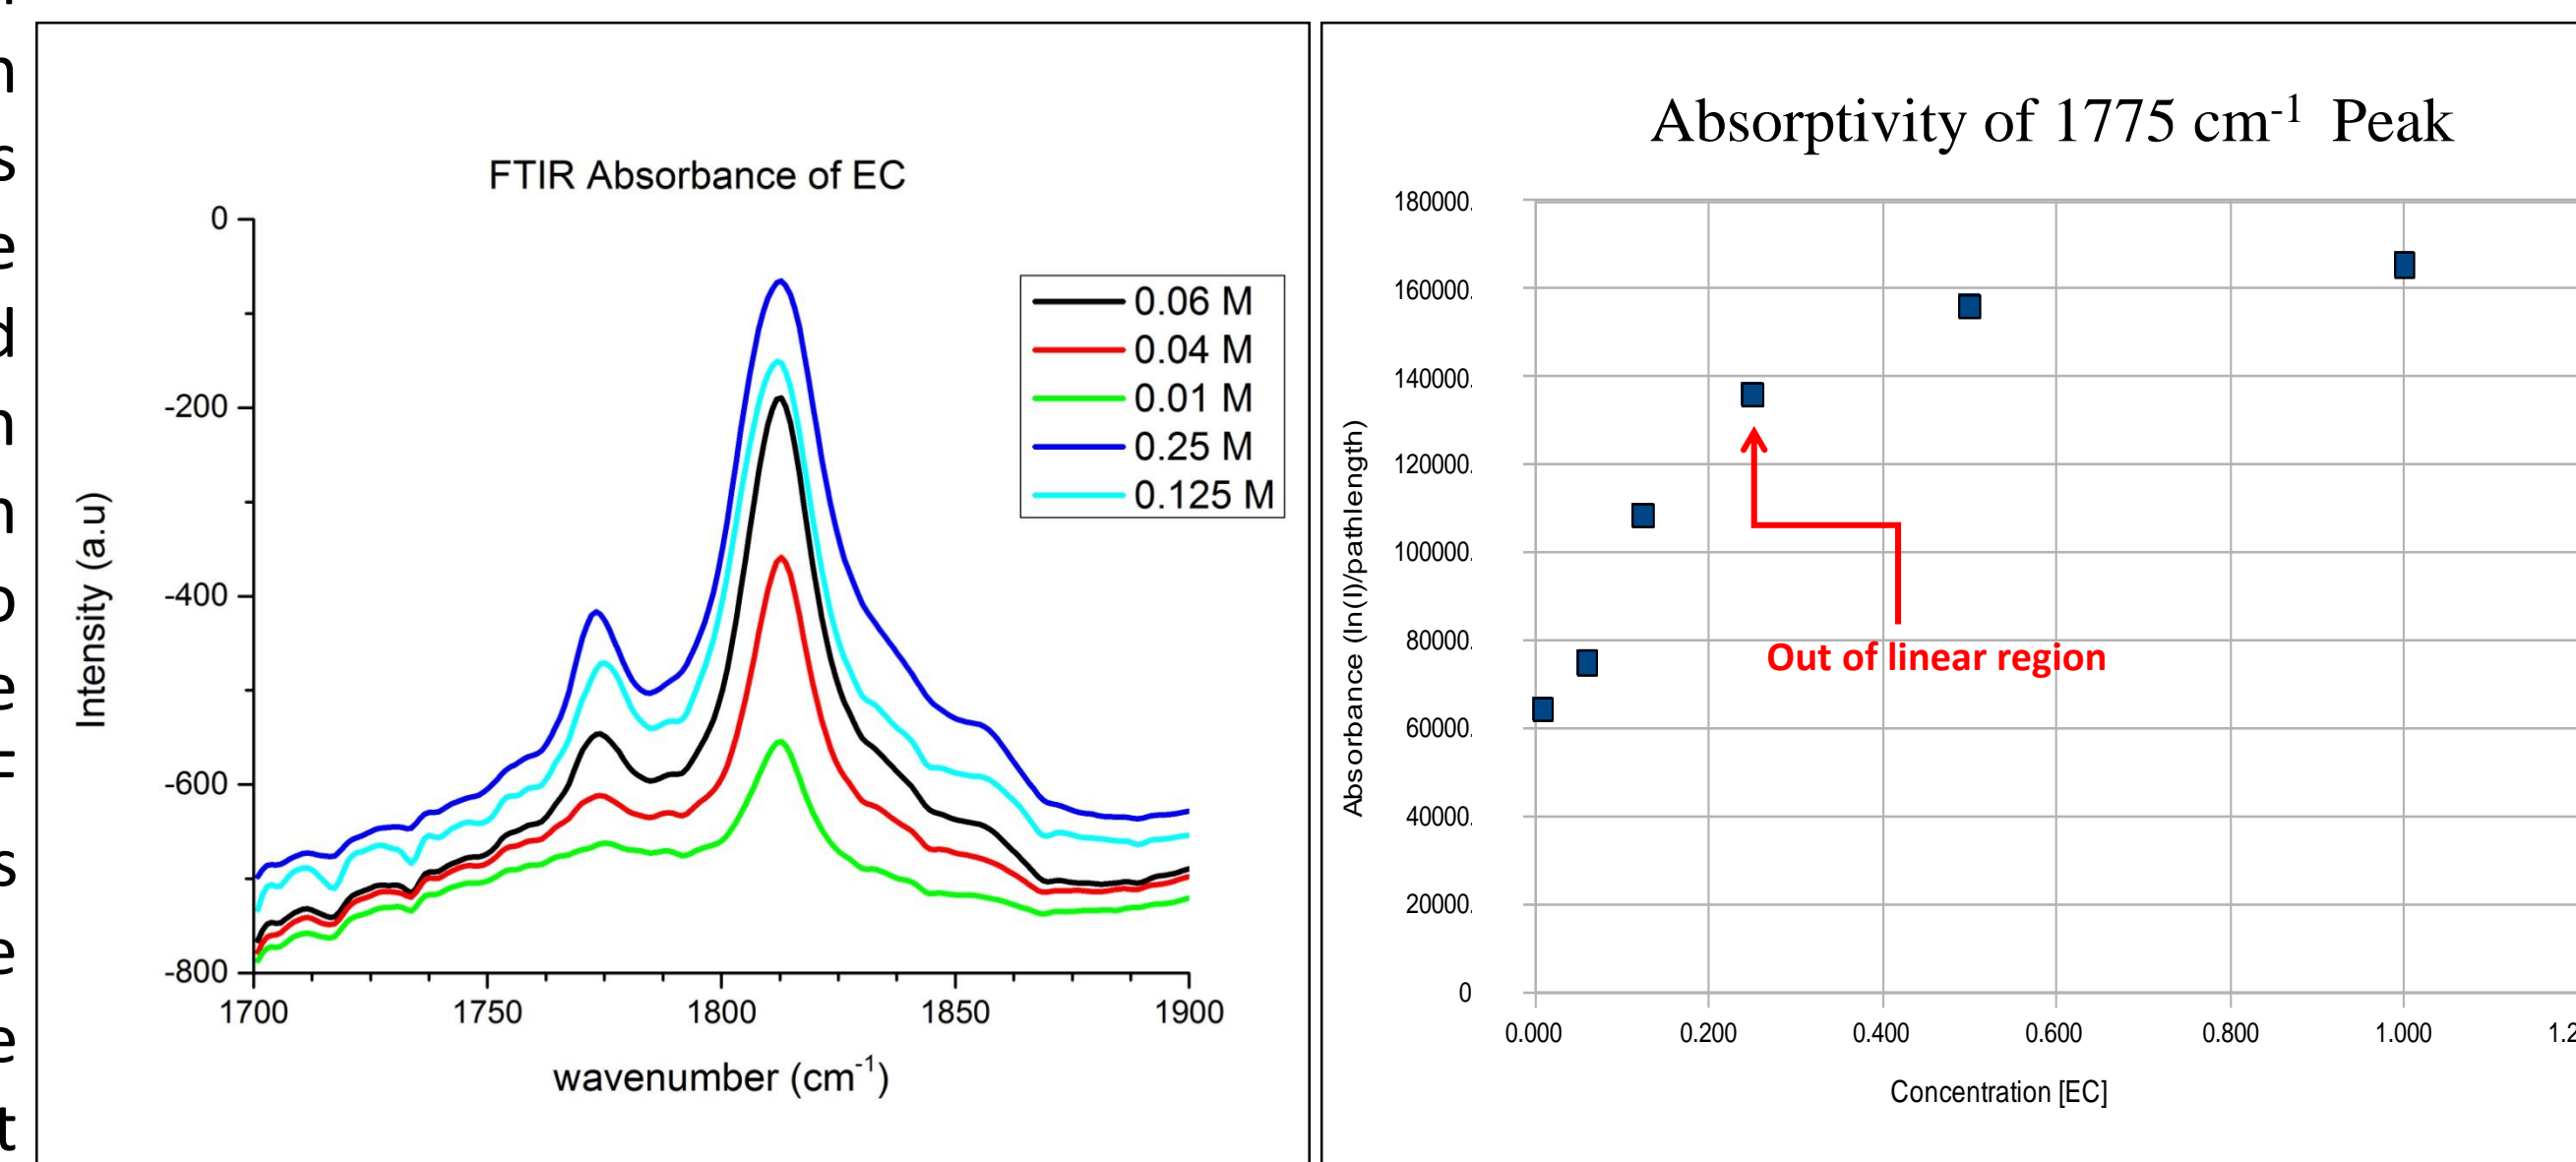 n
s
e
d
n
n
o
e
s
e
e
t
FTIR Absorbance of EC
0
-200
-400
-600
-800
Intensity (a.u)
0.06 M
0.04 M
0.01 M
0.25 M
0.125 M
1700 1750 1800 1850 1900
wavenumber (cm-1)
Absorptivity of 1775 cm-1 Peak
180000.
160000.
140000.
120000.
100000.
80000.
60000.
40000.
20000.
0
Absorbance (ln(I)/pathlength)
Out of linear region
0.000 0.200 0.400 0.600 0.800 1.000 1.2
Concentration [EC]